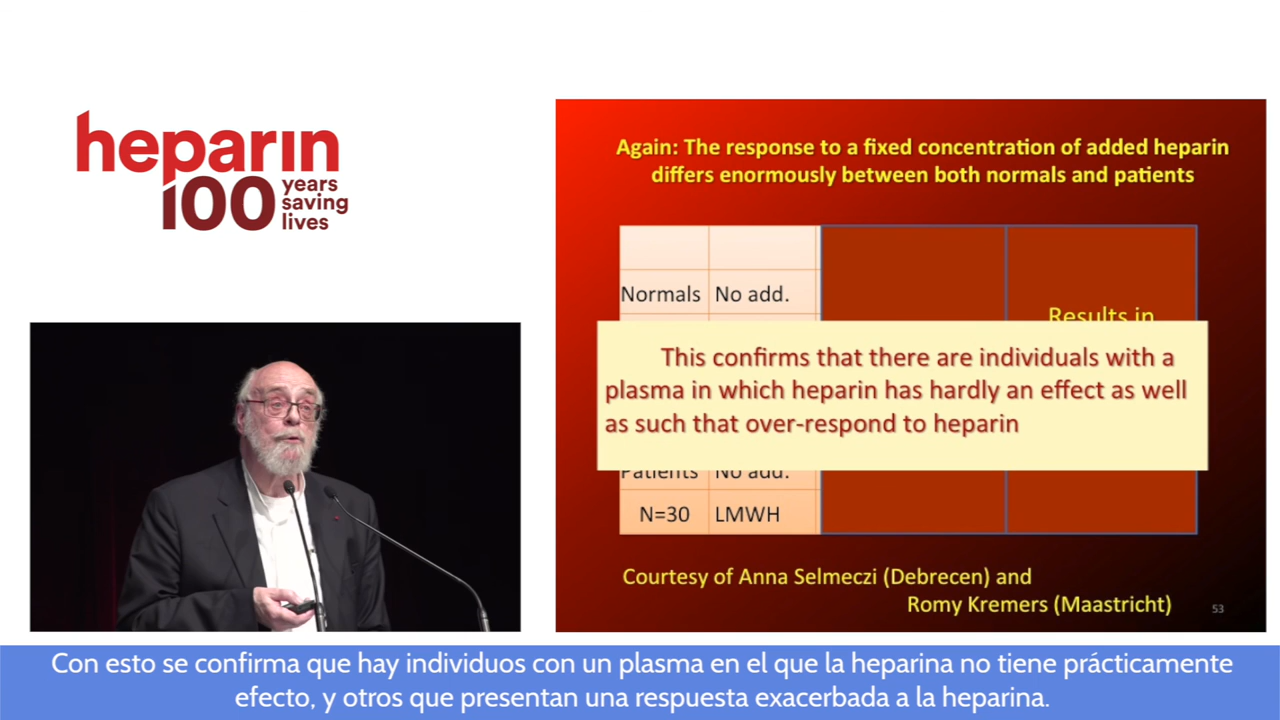 heparin
100 years
saving
lives
Again: The response to a fixed concentration of added heparin
differs enormously between both normals and patients
Normals No add.
Results in
This confirms that there are individuals with a
plasma in which heparin has hardly an effect as well
as such that over-respond to heparin
Patients No add.
N=30 LMWH
Courtesy of Anna Selmeczi (Debrecen) and
Romy Kremers (Maastricht)
53
Con esto se confirma que hay individuos con un plasma en el que la heparina no tiene prácticamente
efecto, y otros que presentan una respuesta exacerbada a la heparina.